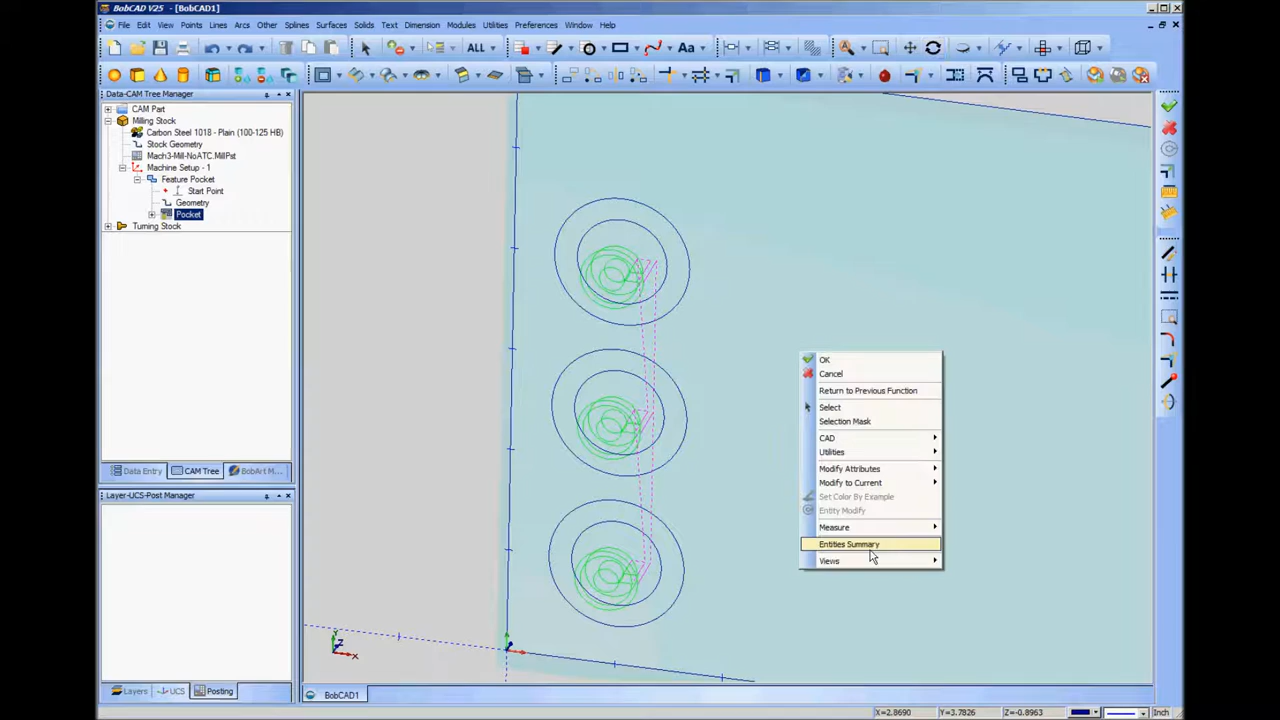 BobCAD V25 - [BobCAD1]
File Edit View Points Lines Arcs Other Splines Surfaces Solids Text Dimension Modules Utilities Preferences Window Help
ALL Aa
Data-CAM Tree Manager
CAM Part
Milling Stock
Carbon Steel 1018 - Plain (100-125 HB)
Stock Geometry
Mach3-Mill-NoATC.MillPst
Machine Setup - 1
Feature Pocket
Start Point
Geometry
Pocket
Turning Stock
Data Entry CAM Tree BobArt M...
Layer-UCS-Post Manager
Layers UCS Posting
OK
Cancel
Return to Previous Function
Select
Selection Mask
CAD
Utilities
Modify Attributes
Modify to Current
Set Color By Example
Entity Modify
Measure
Entities Summary
Views
Y
Z
X
BobCAD1
X=2.8690 Y=3.7826 Z=-0.8963 Inch